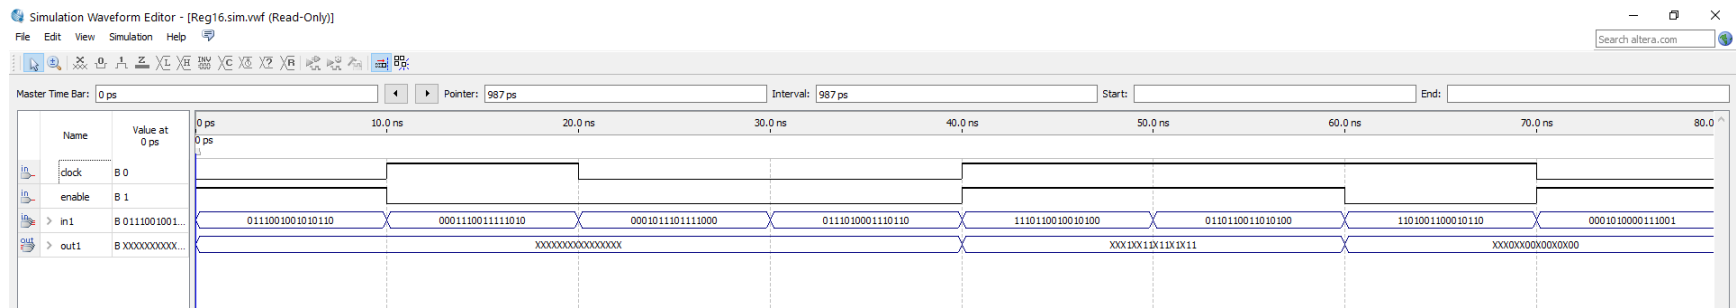 Simulation Waveform Editor - [Reg16.sim.vwf (Read-Only)]
File Edit View Simulation Help
Search altera.com
Master Time Bar: 0 ps Pointer: 987 ps Interval: 987 ps Start: End:
Name Value at 0 ps
0 ps 10.0 ns 20.0 ns 30.0 ns 40.0 ns 50.0 ns 60.0 ns 70.0 ns 80.0
0 ps
in clock B 0
in enable B 1
in in1 B 0111001001... 0111001001010110 0001110011111010 0001011101111000 0111010001110110 1110110010010100 0110110011010100 1101001100010110 0001010000111001
out out1 B XXXXXXXXXX... XXXXXXXXXXXXXXXX XXX1XX11X11X1X11 XXX0XX00X00X0X00